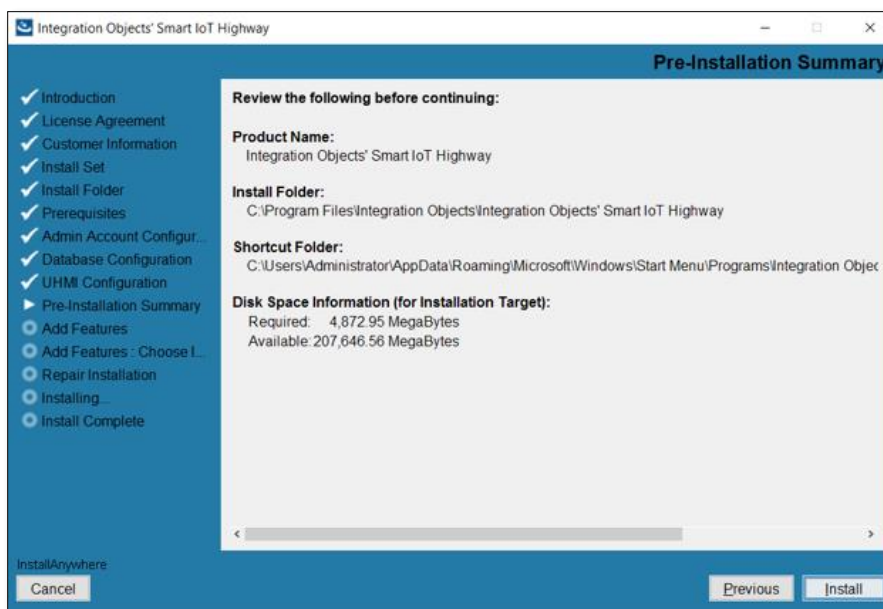 Integration Objects' Smart IoT Highway
Pre-Installation Summary
Introduction
License Agreement
Customer Information
Install Set
Install Folder
Prerequisites
Admin Account Configur...
Database Configuration
UHMI Configuration
Pre-Installation Summary
Add Features
Add Features : Choose I...
Repair Installation
Installing...
Install Complete
Review the following before continuing:
Product Name:
Integration Objects' Smart IoT Highway
Install Folder:
C:\Program Files\Integration Objects\Integration Objects' Smart IoT Highway
Shortcut Folder:
C:\Users\Administrator\AppData\Roaming\Microsoft\Windows\Start Menu\Programs\Integration Objec
Disk Space Information (for Installation Target):
Required: 4,872.95 MegaBytes
Available: 207,646.56 MegaBytes
InstallAnywhere
Cancel
Previous
Install